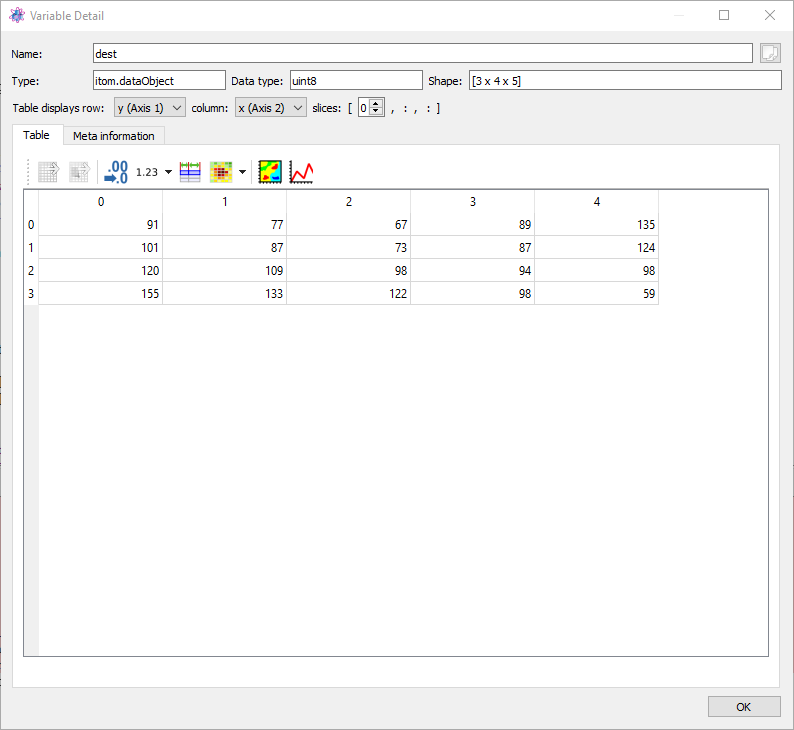 Variable Detail
Name: dest
Type: itom.dataObject Data type: uint8 Shape: [3 x 4 x 5]
Table displays row: y (Axis 1) column: x (Axis 2) slices: [ 0 , : , : ]
Table Meta information
.00 .0 1.23
0 1 2 3 4
0 91 77 67 89 135
1 101 87 73 87 124
2 120 109 98 94 98
3 155 133 122 98 59
OK